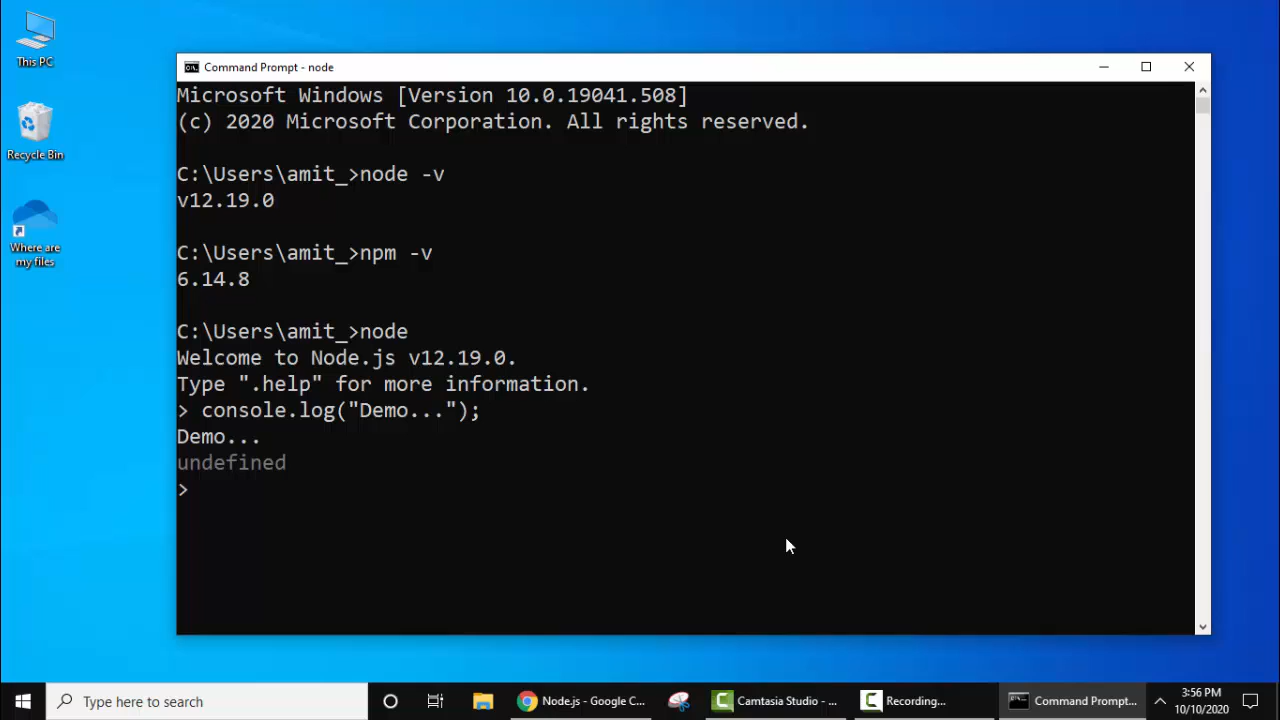 This PC
Recycle Bin
Where are
my files
Command Prompt - node
Microsoft Windows [Version 10.0.19041.508]
(c) 2020 Microsoft Corporation. All rights reserved.
C:\Users\amit_>node -v
v12.19.0
C:\Users\amit_>npm -v
6.14.8
C:\Users\amit_>node
Welcome to Node.js v12.19.0.
Type ".help" for more information.
> console.log("Demo...");
Demo...
undefined
>
Type here to search
Node.js - Google C...
Camtasia Studio - ...
Recording...
Command Prompt...
3:56 PM
10/10/2020